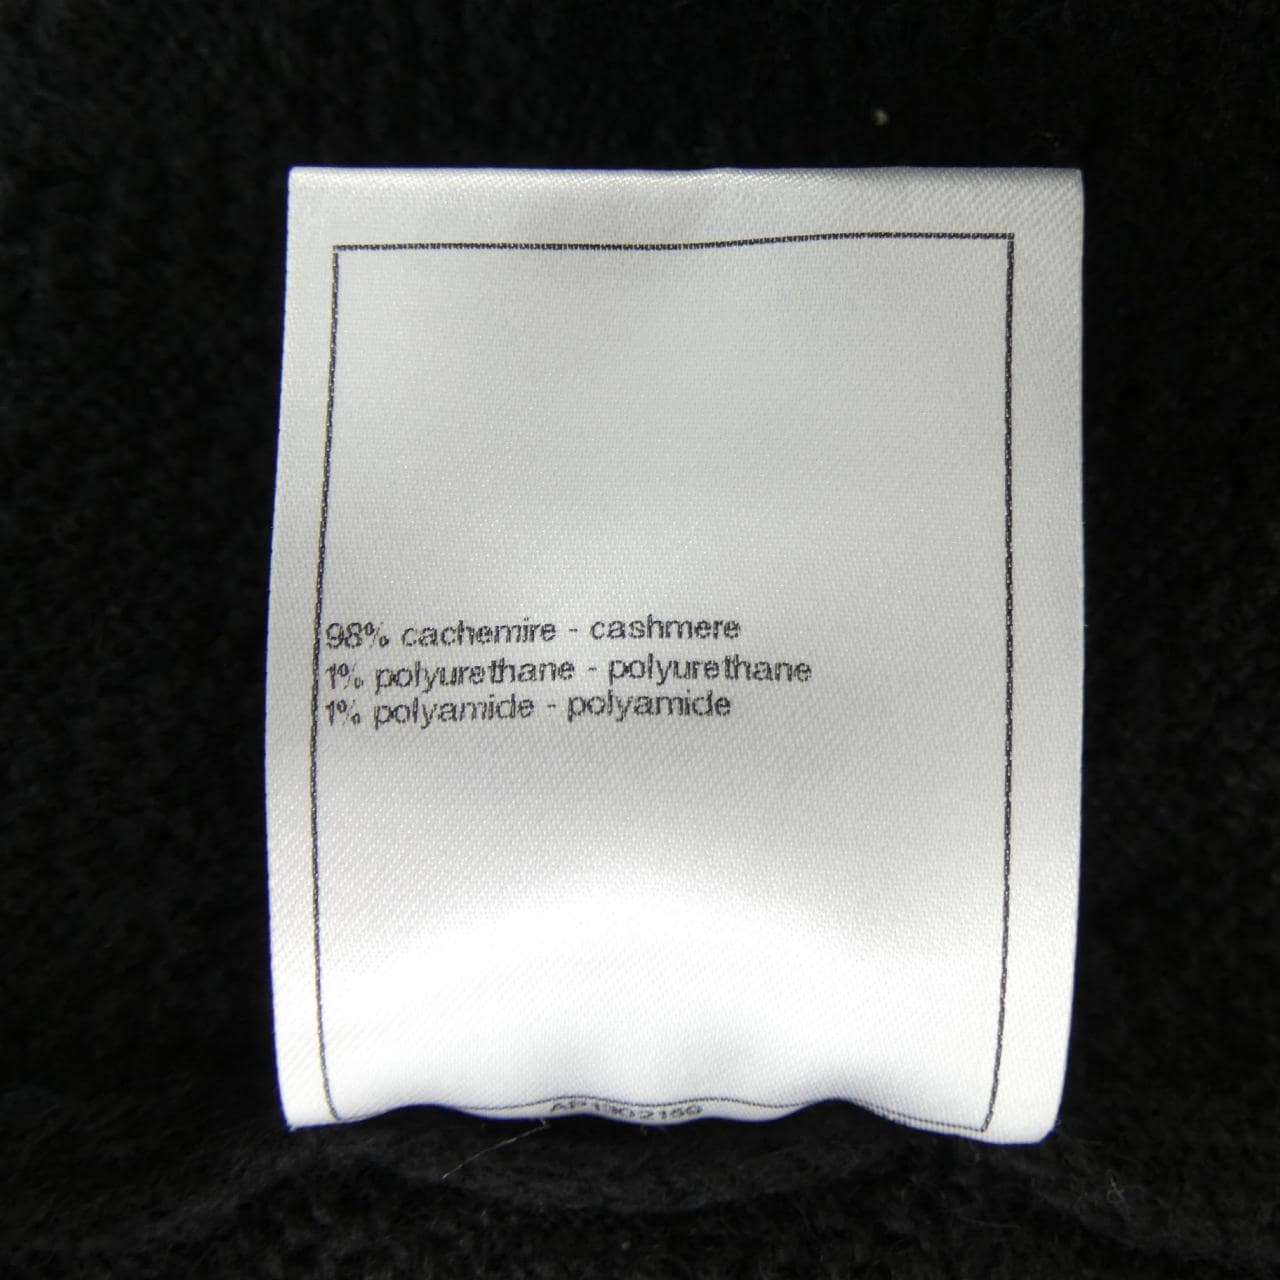 98% cachemire - cashmere
1% polyurethane - polyurethane
1% polyamide - polyamide